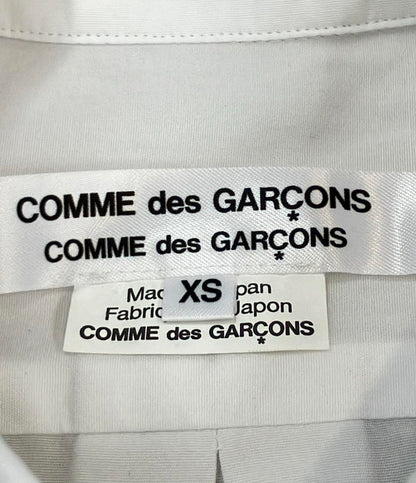 COMME des GARÇONS
COMME des GARÇONS
XS
Mac pan
Fabric Japon
COMME des GARÇONS